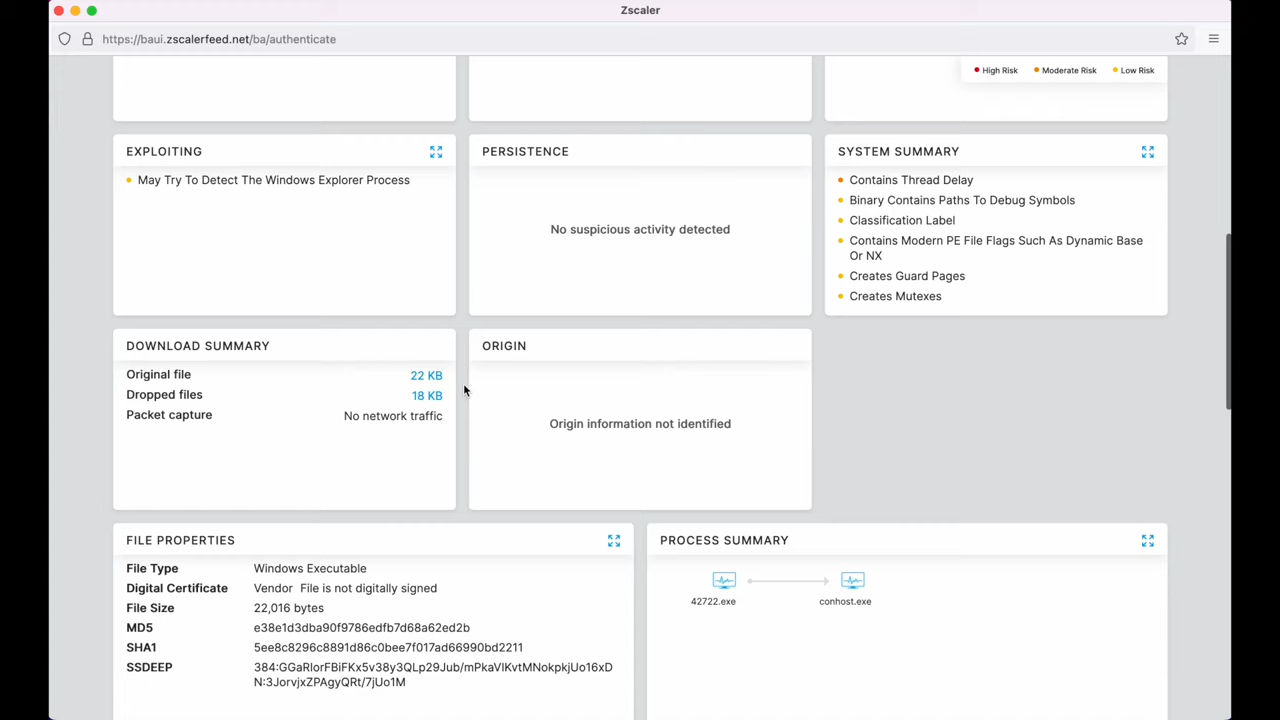 Zscaler
https://baui.zscalerfeed.net/ba/authenticate
High Risk Moderate Risk Low Risk
EXPLOITING
May Try To Detect The Windows Explorer Process
PERSISTENCE
No suspicious activity detected
SYSTEM SUMMARY
Contains Thread Delay
Binary Contains Paths To Debug Symbols
Classification Label
Contains Modern PE File Flags Such As Dynamic Base
Or NX
Creates Guard Pages
Creates Mutexes
DOWNLOAD SUMMARY
Original file 22 KB
Dropped files 18 KB
Packet capture No network traffic
ORIGIN
Origin information not identified
FILE PROPERTIES
File Type Windows Executable
Digital Certificate Vendor File is not digitally signed
File Size 22,016 bytes
MD5 e38e1d3dba90f9786edfb7d68a62ed2b
SHA1 5ee8c8296c8891d86c0bee7f017ad66990bd2211
SSDEEP 384:GGaRIorFBiFKx5v38y3QLp29Jub/mPkaVIKvtMNokpkjUo16xD
N:3JorvjxZPAgyQRt/7jUo1M
PROCESS SUMMARY
42722.exe conhost.exe